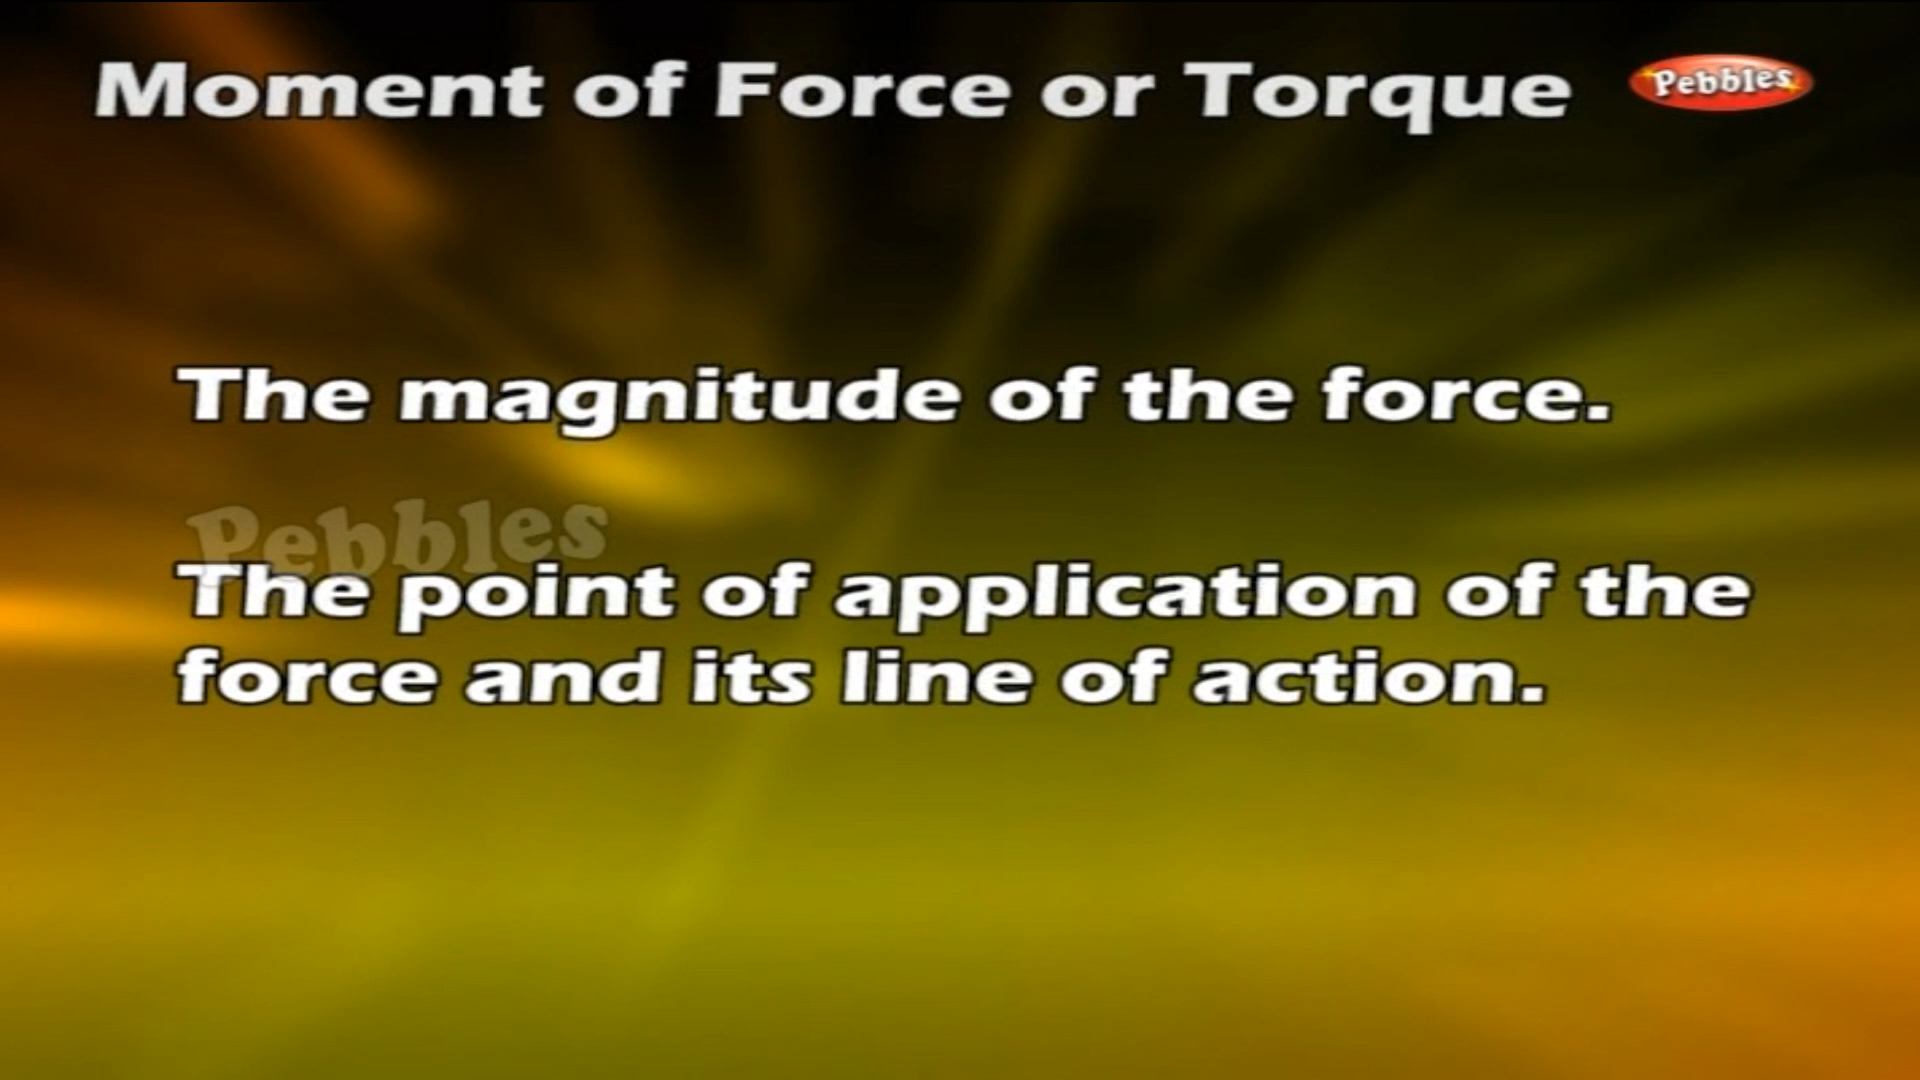 Moment of Force or Torque
Pebbles
The magnitude of the force.
Pebbles
The point of application of the
force and its line of action.